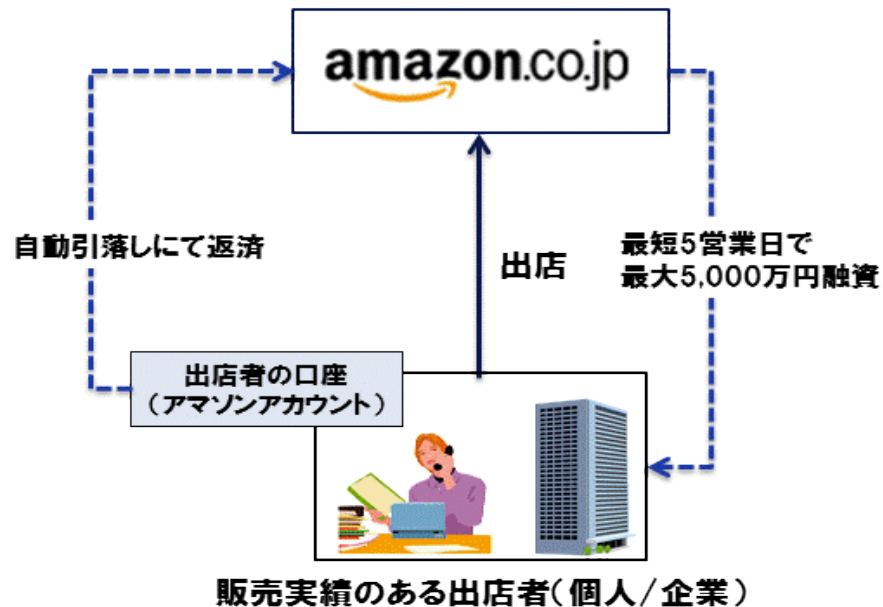 amazon.co.jp
自動引落しにて返済
出店
最短5営業日で
最大5,000万円融資
出店者の口座
（アマゾンアカウント）
販売実績のある出店者（個人/企業）